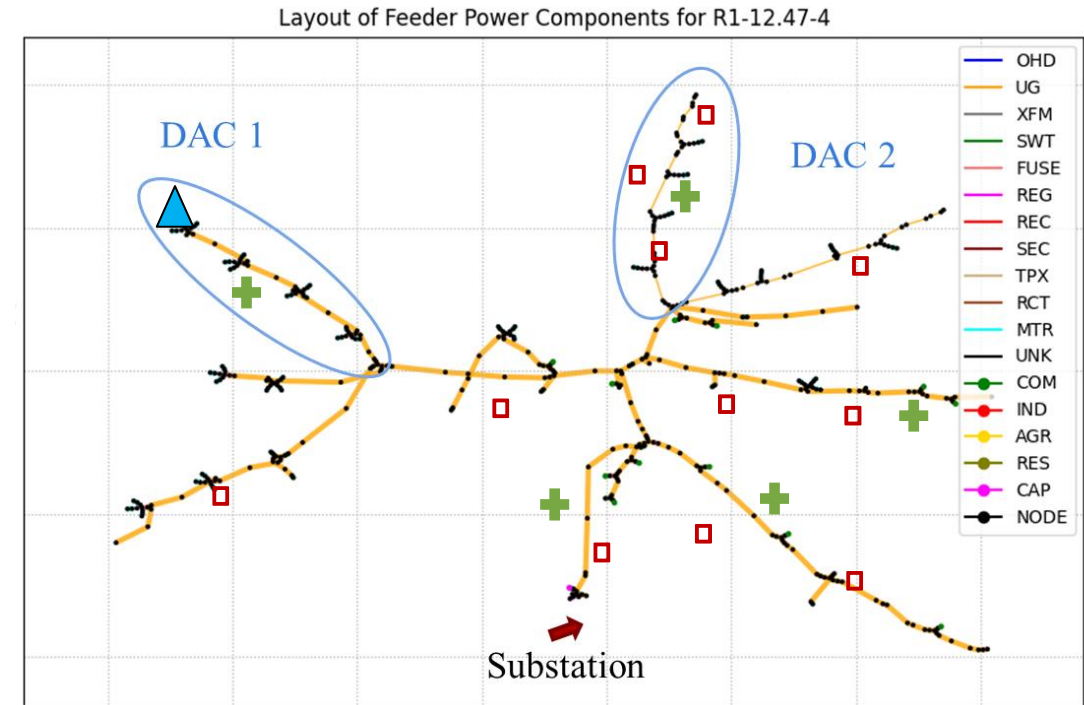 Layout of Feeder Power Components for R1-12.47-4
DAC 1
DAC 2
OHD
UG
XFM
SWT
FUSE
REG
REC
SEC
TPX
RCT
MTR
UNK
COM
IND
AGR
RES
CAP
NODE
Substation